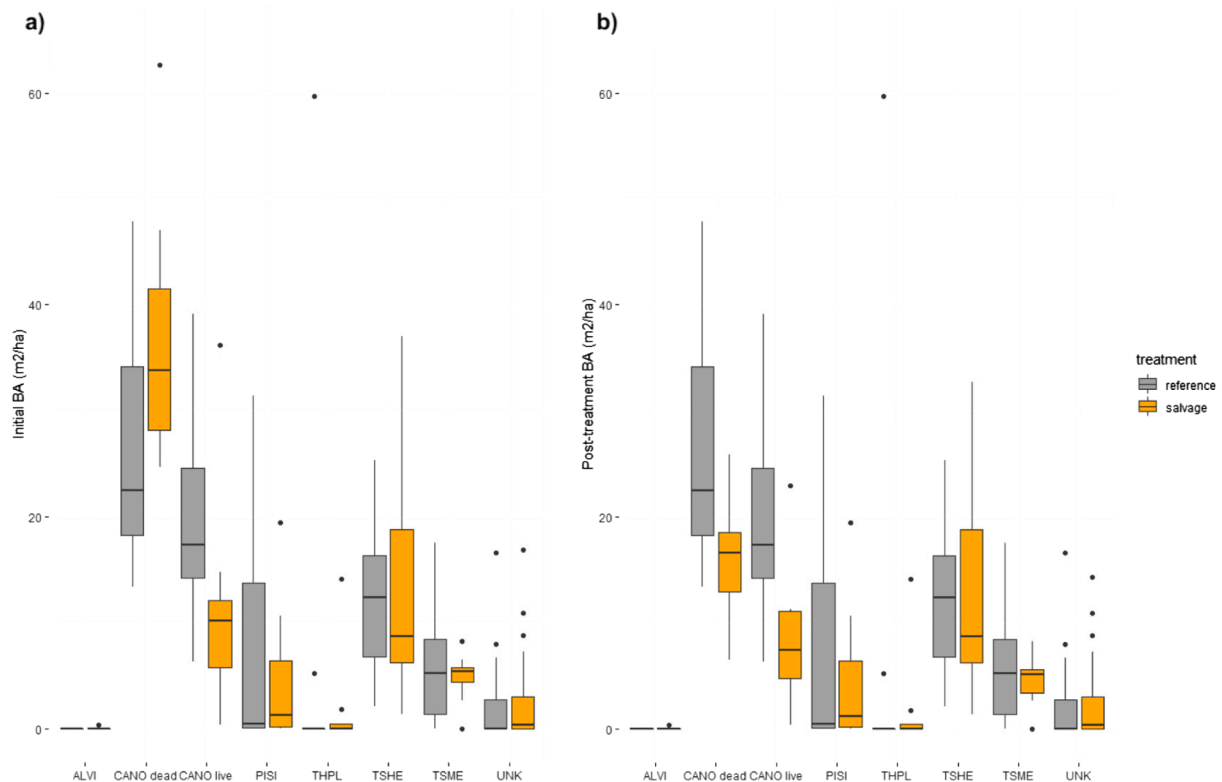 a)
Initial BA (m2/ha)
60
40
20
0
ALVI CANO dead CANO live PISI THPL TSHE TSME UNK
b)
Post-treatment BA (m2/ha)
60
40
20
0
ALVI CANO dead CANO live PISI THPL TSHE TSME UNK
treatment
reference
salvage